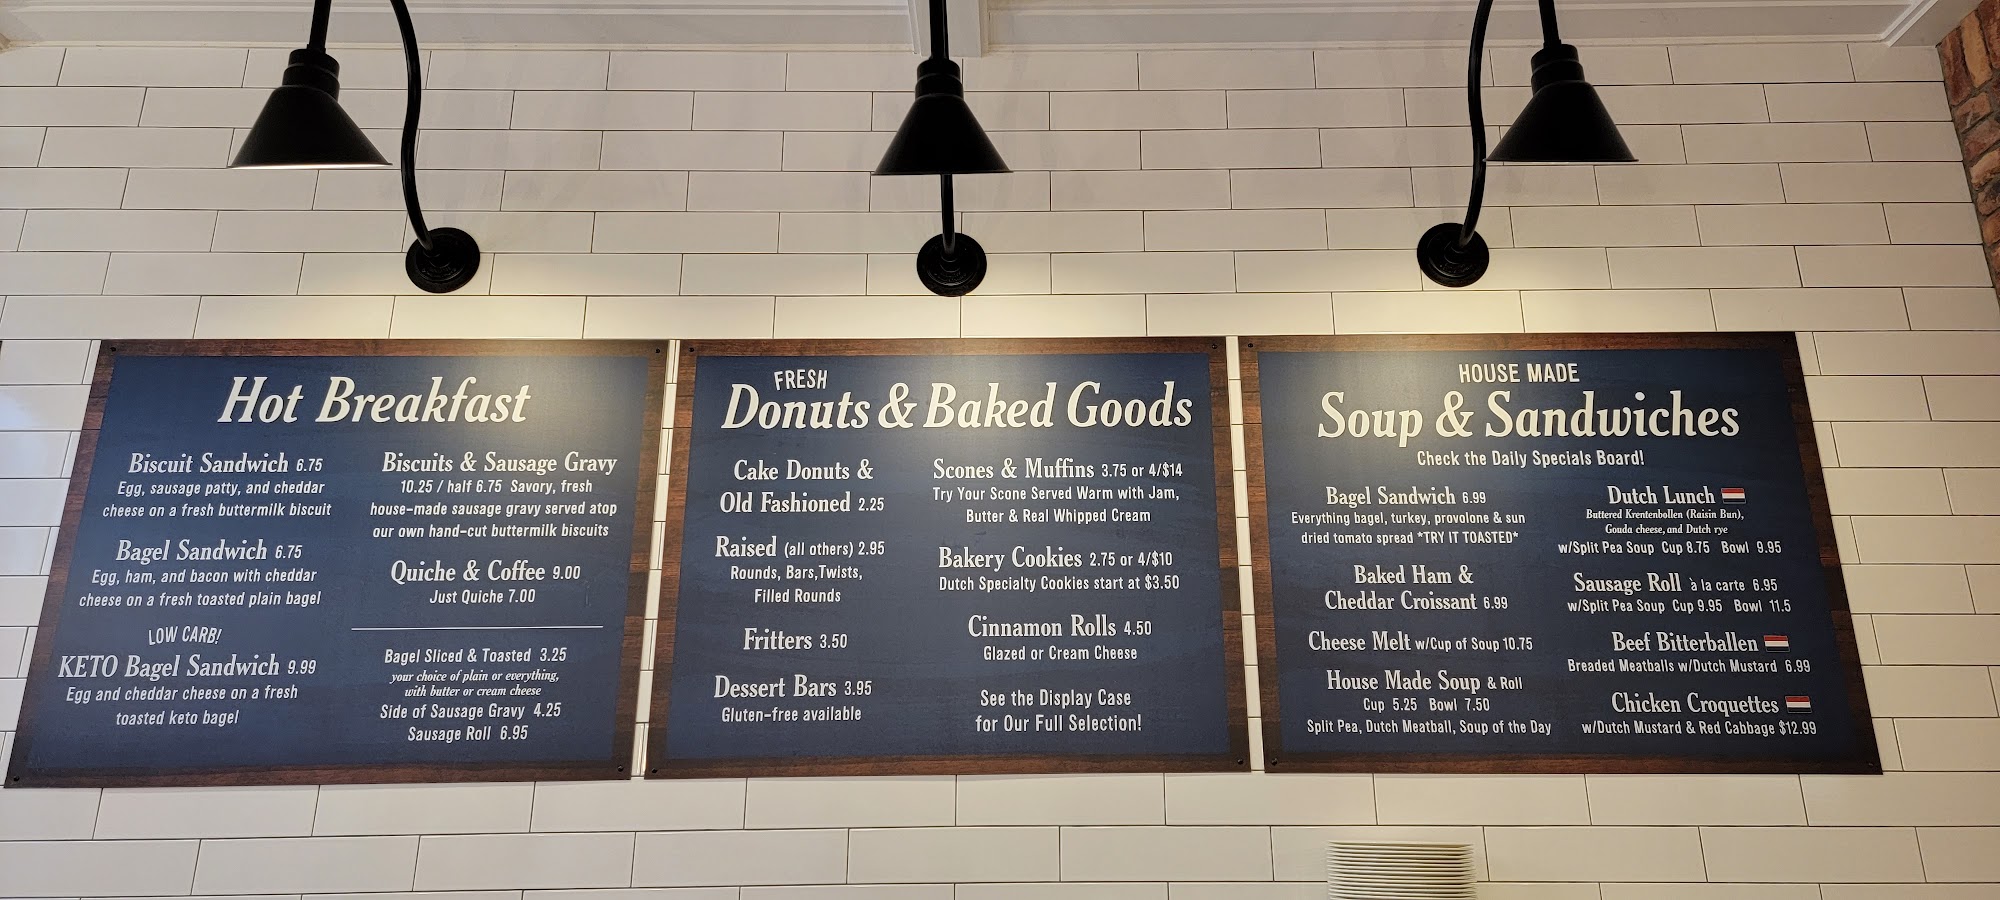 Hot Breakfast
Biscuit Sandwich 6.75
Egg, sausage patty, and cheddar
cheese on a fresh buttermilk biscuit
Bagel Sandwich 6.75
Egg, ham, and bacon with cheddar
cheese on a fresh toasted plain bagel
LOW CARB!
KETO Bagel Sandwich 9.99
Egg and cheddar cheese on a fresh
toasted keto bagel
Biscuits & Sausage Gravy
10.25 / half 6.75 Savory, fresh
house-made sausage gravy served atop
our own hand-cut buttermilk biscuits
Quiche & Coffee 9.00
Just Quiche 7.00
Bagel Sliced & Toasted 3.25
your choice of plain or everything,
with butter or cream cheese
Side of Sausage Gravy 4.25
Sausage Roll 6.95
FRESH
Donuts & Baked Goods
Cake Donuts &
Old Fashioned 2.25
Raised (all others) 2.95
Rounds, Bars,Twists,
Filled Rounds
Fritters 3.50
Dessert Bars 3.95
Gluten-free available
Scones & Muffins 3.75 or 4/$14
Try Your Scone Served Warm with Jam,
Butter & Real Whipped Cream
Bakery Cookies 2.75 or 4/$10
Dutch Specialty Cookies start at $3.50
Cinnamon Rolls 4.50
Glazed or Cream Cheese
See the Display Case
for Our Full Selection!
HOUSE MADE
Soup & Sandwiches
Check the Daily Specials Board!
Bagel Sandwich 6.99
Everything bagel, turkey, provolone & sun
dried tomato spread *TRY IT TOASTED*
Baked Ham &
Cheddar Croissant 6.99
Cheese Melt w/Cup of Soup 10.75
House Made Soup & Roll
Cup 5.25 Bowl 7.50
Split Pea, Dutch Meatball, Soup of the Day
Dutch Lunch
Buttered Krentenbollen (Raisin Bun),
Gouda cheese, and Dutch rye
w/Split Pea Soup Cup 8.75 Bowl 9.95
Sausage Roll à la carte 6.95
w/Split Pea Soup Cup 9.95 Bowl 11.5
Beef Bitterballen
Breaded Meatballs w/Dutch Mustard 6.99
Chicken Croquettes
w/Dutch Mustard & Red Cabbage $12.99